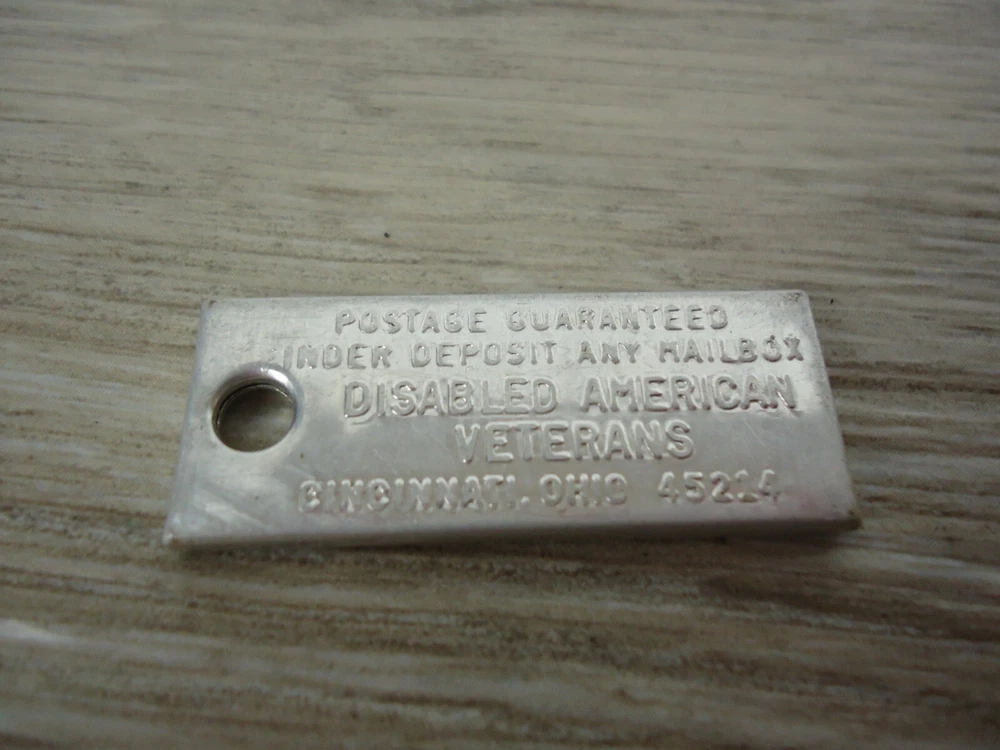 POSTAGE GUARANTEED
FINDER DEPOSIT ANY MAILBOX
DISABLED AMERICAN
VETERANS
CINCINNATI. OHIO 45214